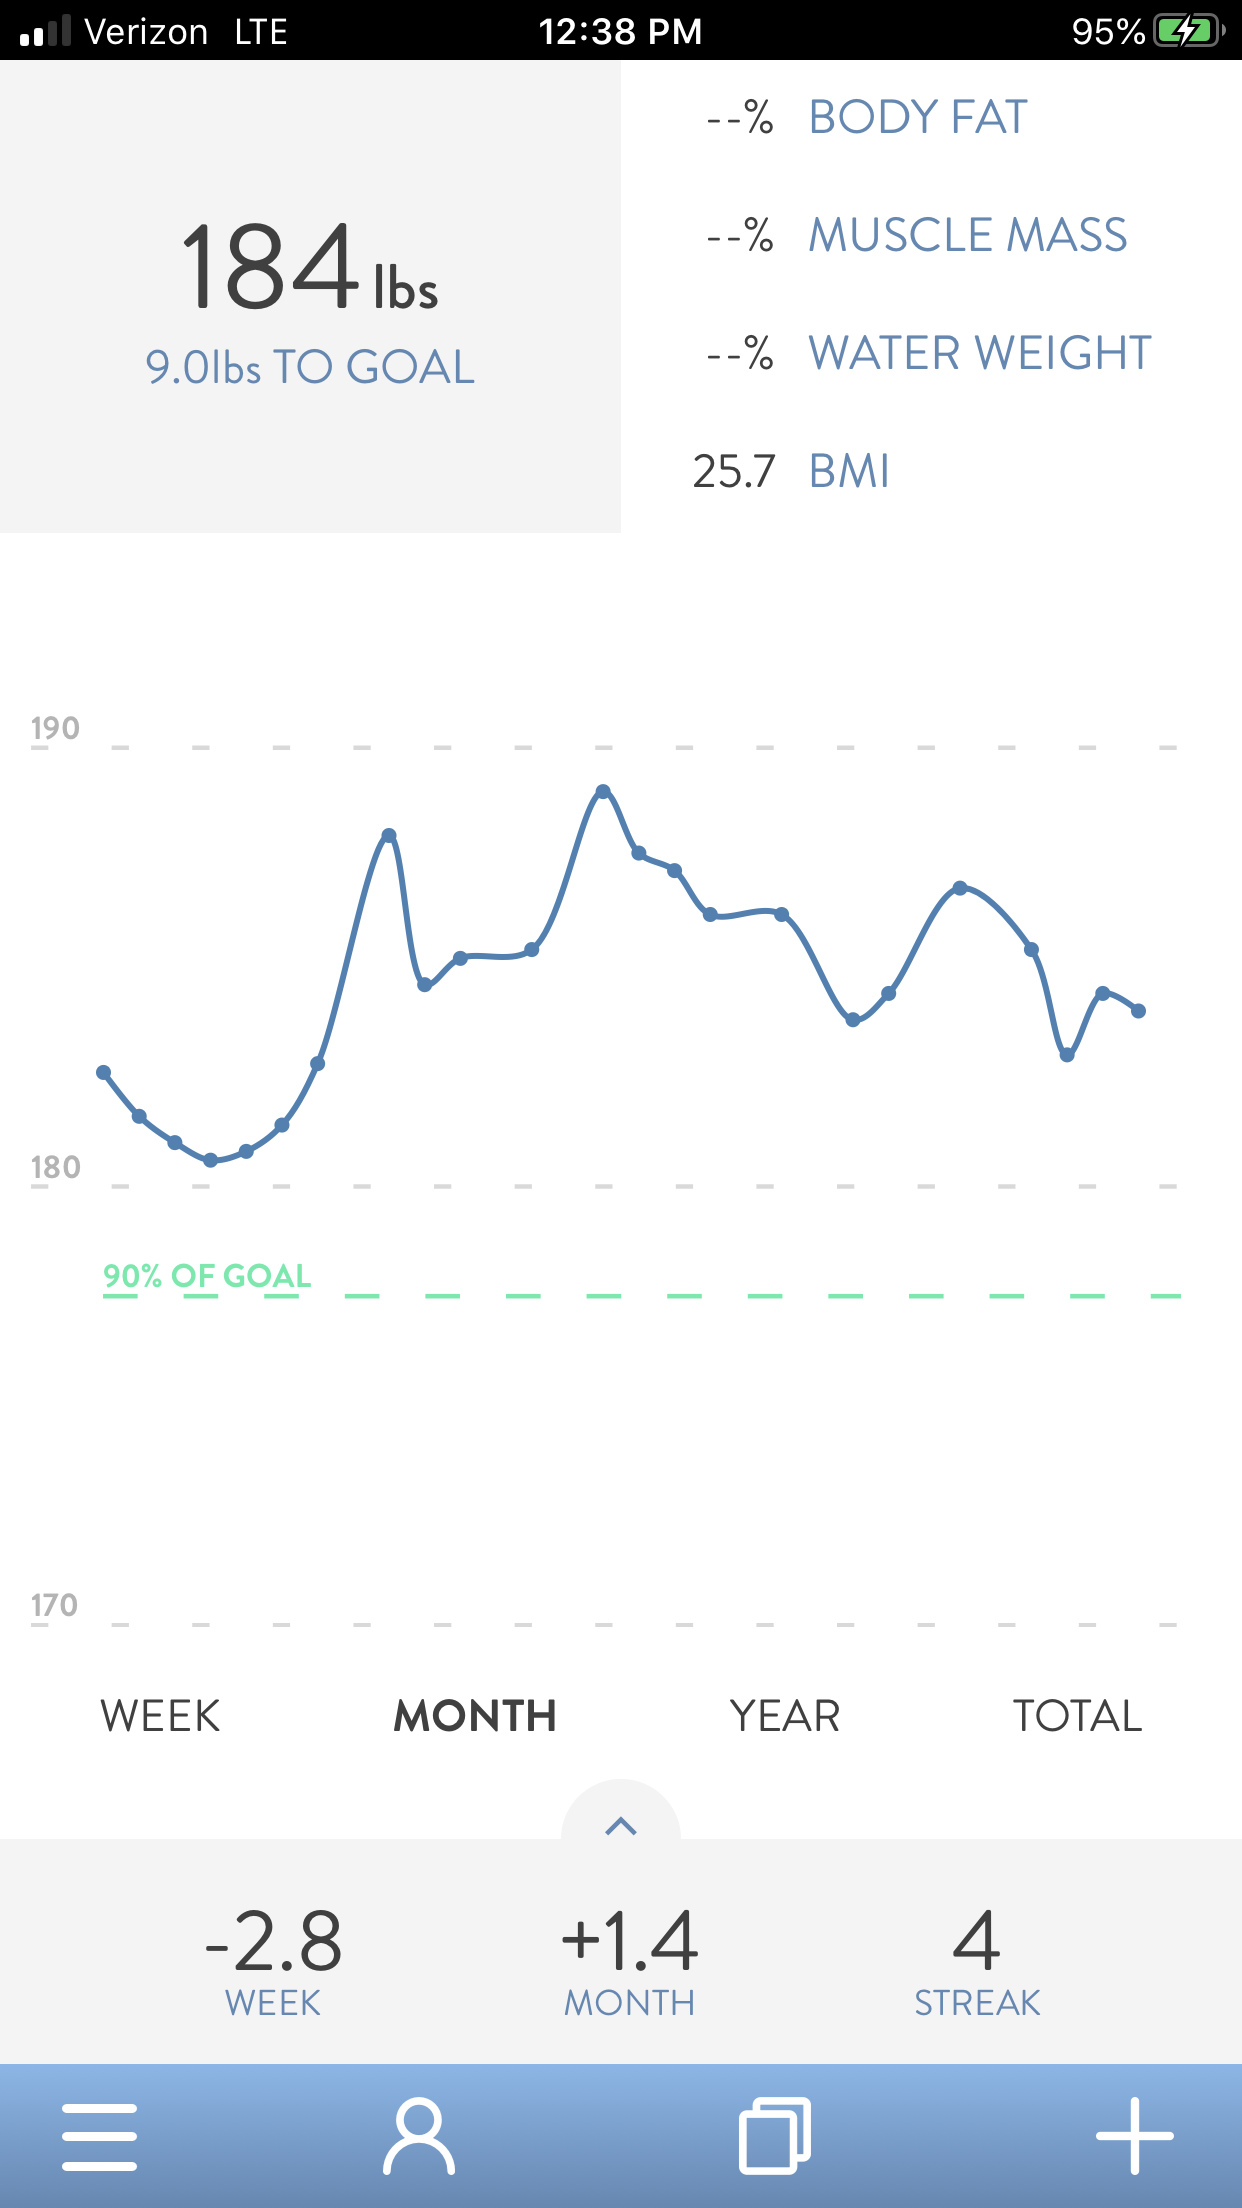 Verizon LTE 12:38 PM 95%
184 lbs
9.0lbs TO GOAL
--% BODY FAT
--% MUSCLE MASS
--% WATER WEIGHT
25.7 BMI
190
180
90% OF GOAL
170
WEEK MONTH YEAR TOTAL
-2.8 +1.4 4
WEEK MONTH STREAK